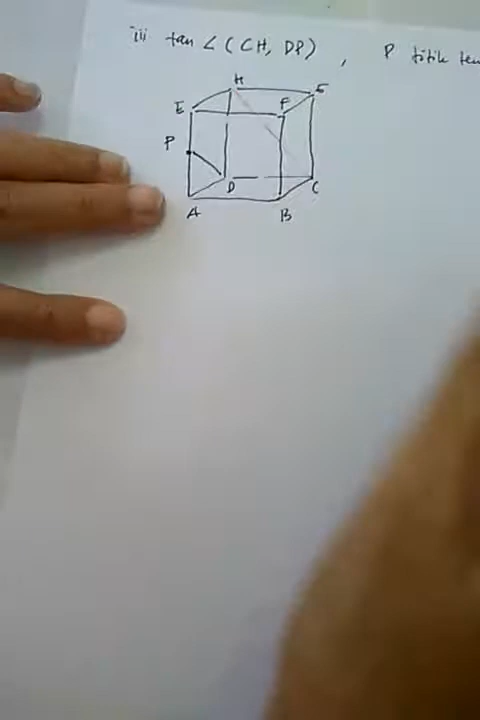 iii tan ∠ (CH, DP) , P titik
H
G
E
F
P
D
C
A
B